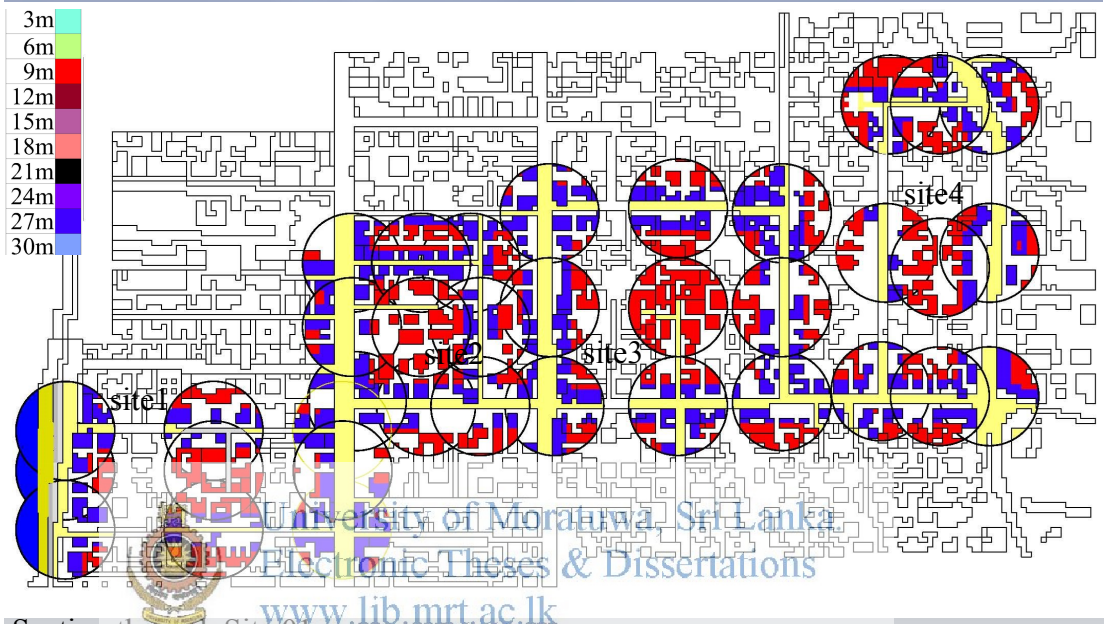 3m
6m
9m
12m
15m
18m
21m
24m
27m
30m
site4
site2
site3
site1
University of Moratuwa, Sri Lanka.
Electronic Theses & Dissertations
www.lib.mrt.ac.lk